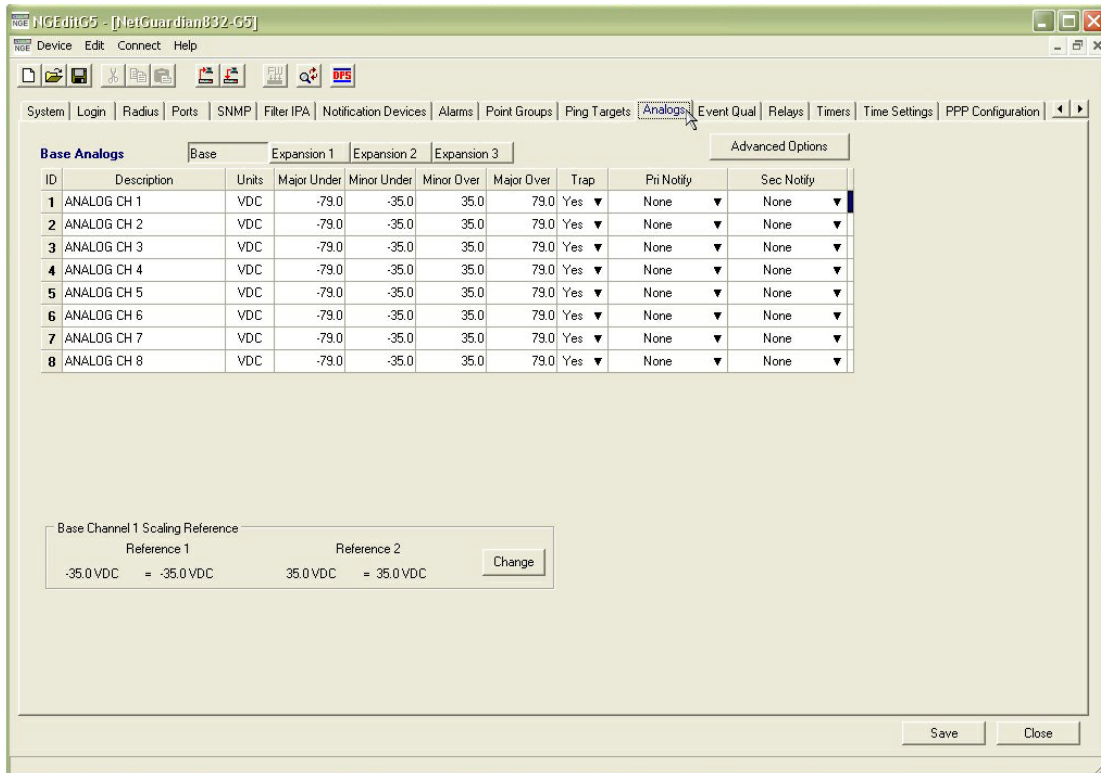 NGEditG5 - [NetGuardian832-G5]
Device Edit Connect Help
DPS
System Login Radius Ports SNMP Filter IPA Notification Devices Alarms Point Groups Ping Targets Analogs Event Qual Relays Timers Time Settings PPP Configuration
Base Analogs Base Expansion 1 Expansion 2 Expansion 3 Advanced Options
ID Description Units Major Under Minor Under Minor Over Major Over Trap Pri Notify Sec Notify
1 ANALOG CH 1 VDC -79.0 -35.0 35.0 79.0 Yes None None
2 ANALOG CH 2 VDC -79.0 -35.0 35.0 79.0 Yes None None
3 ANALOG CH 3 VDC -79.0 -35.0 35.0 79.0 Yes None None
4 ANALOG CH 4 VDC -79.0 -35.0 35.0 79.0 Yes None None
5 ANALOG CH 5 VDC -79.0 -35.0 35.0 79.0 Yes None None
6 ANALOG CH 6 VDC -79.0 -35.0 35.0 79.0 Yes None None
7 ANALOG CH 7 VDC -79.0 -35.0 35.0 79.0 Yes None None
8 ANALOG CH 8 VDC -79.0 -35.0 35.0 79.0 Yes None None
Base Channel 1 Scaling Reference
Reference 1 Reference 2
-35.0 VDC = -35.0 VDC 35.0 VDC = 35.0 VDC Change
Save Close